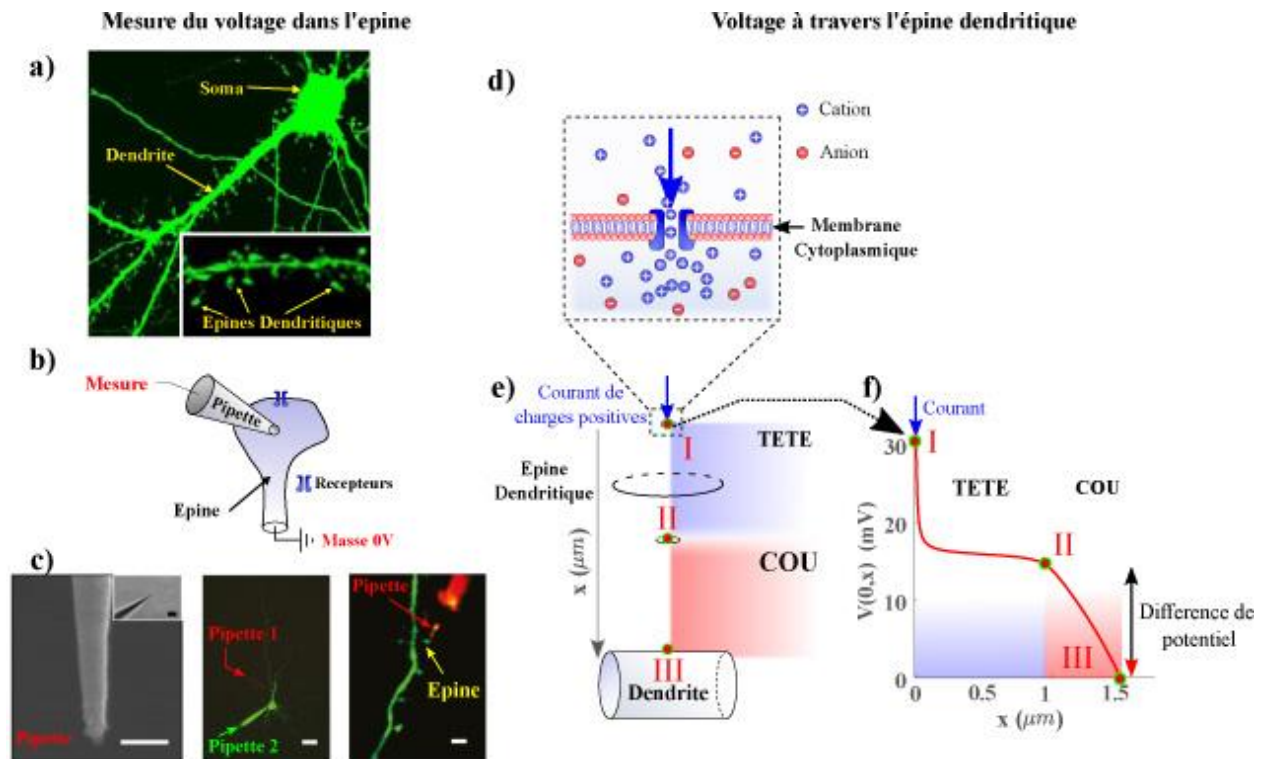 Mesure du voltage dans l'epine
Voltage à travers l'épine dendritique
a)
Soma
Dendrite
Epines Dendritiques
b)
Mesure
Pipette
Recepteurs
Epine
Masse 0V
c)
Pipette
Pipette 1
Pipette 2
Pipette
Epine
d)
Cation
Anion
Membrane
Cytoplasmique
e)
Courant de
charges positives
I
TETE
Epine
Dendritique
II
COU
x (μm)
III
Dendrite
f)
Courant
30
I
TETE
COU
20
II
V(0,x) (mV)
10
Difference de
potentiel
III
0
0
0.5
1
1.5
x (μm)